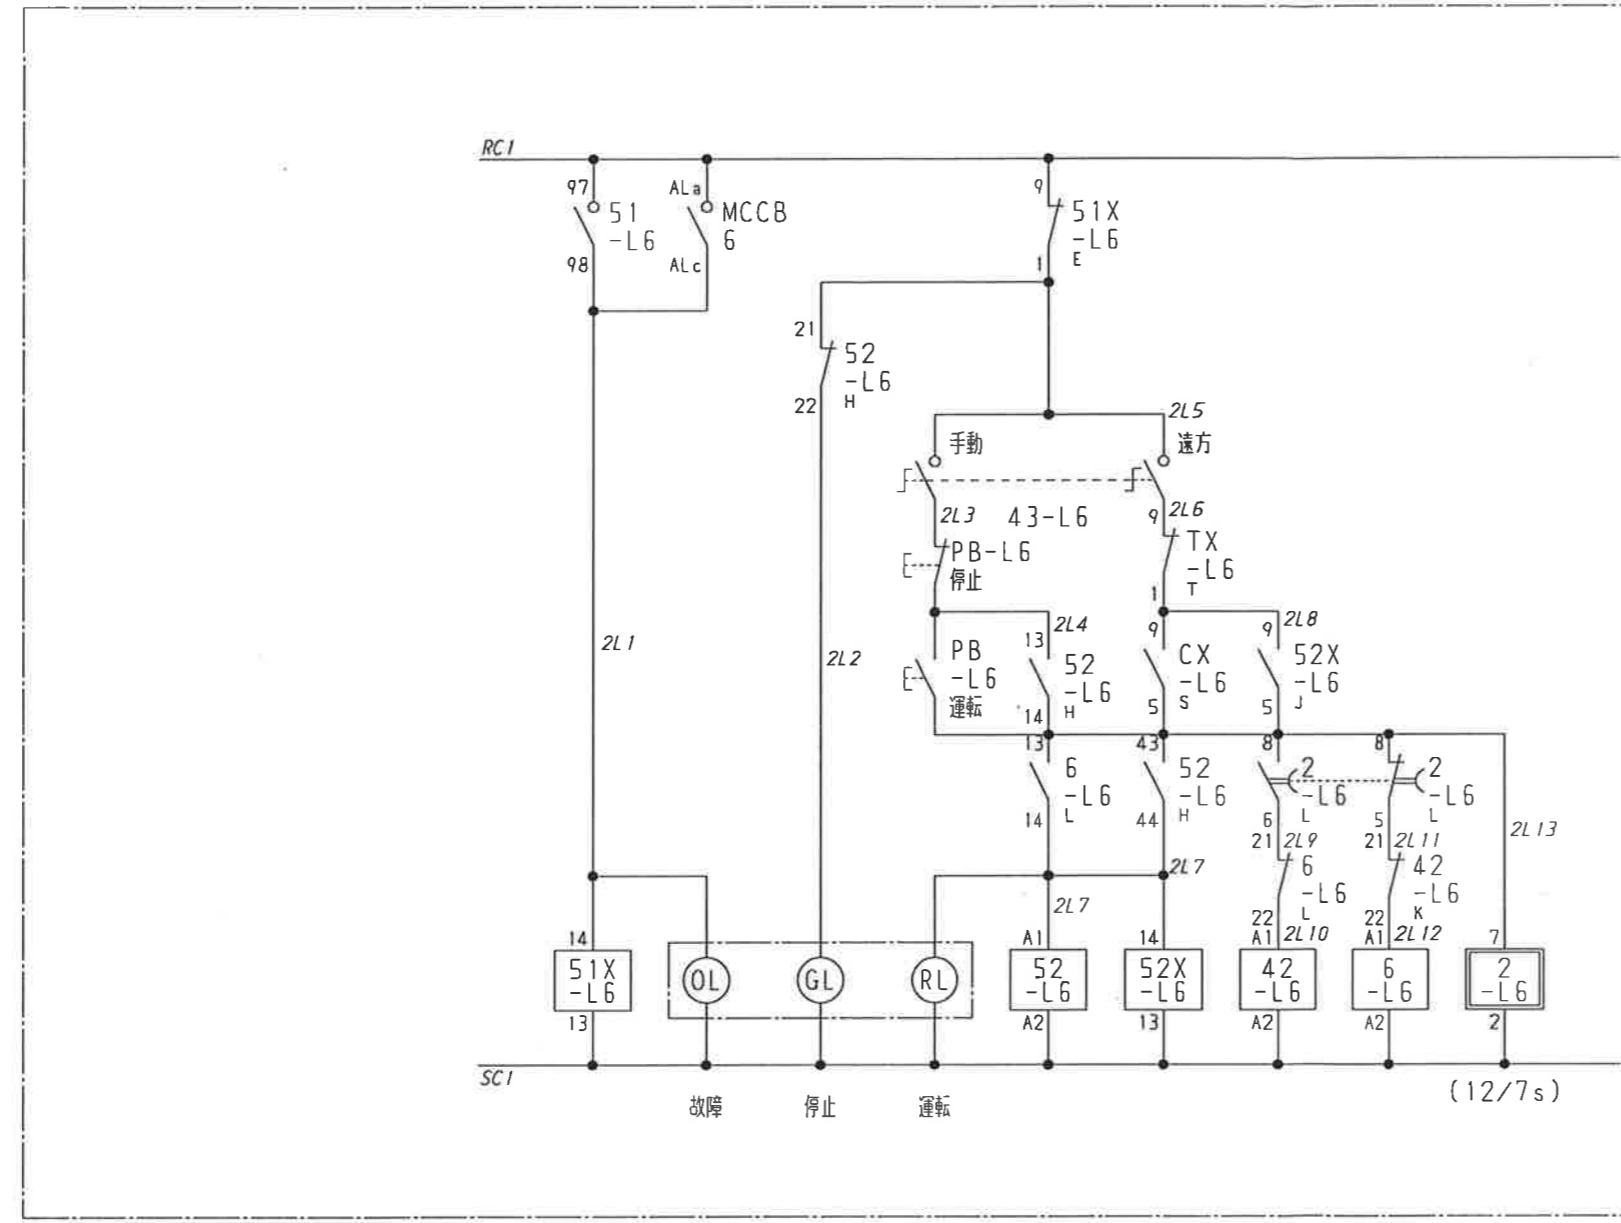 RC1
97
51
-L6
98
ALa
MCCB
6
ALc
9
51X
-L6
E
1
21
52
-L6
H
22
2L5
手動
遠方
2L3
43-L6
9
2L6
PB-L6
停止
TX
-L6
T
1
2L1
2L2
PB
-L6
運転
13
2L4
52
-L6
H
14
9
CX
-L6
S
5
9
2L8
52X
-L6
J
5
13
6
-L6
L
14
43
52
-L6
H
44
8
2
-L6
L
6
8
2
-L6
L
5
2L13
21
2L9
6
-L6
L
22
21
2L11
42
-L6
K
22
2L7
2L7
14
51X
-L6
13
OL
GL
RL
A1
52
-L6
A2
14
52X
-L6
13
A1
2L10
42
-L6
A2
A1
2L12
6
-L6
A2
7
2
-L6
2
SC1
故障
停止
運転
(12/7s)